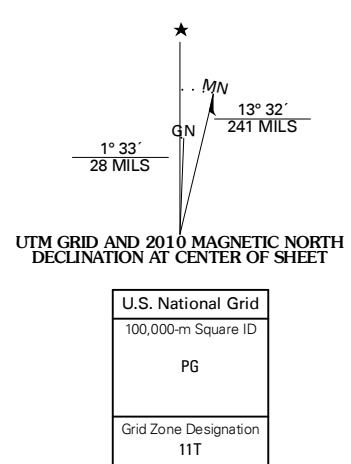 ★
MN
GN
13° 32´
241 MILS
1° 33´
28 MILS
UTM GRID AND 2010 MAGNETIC NORTH
DECLINATION AT CENTER OF SHEET
U.S. National Grid
100,000-m Square ID
PG
Grid Zone Designation
11T